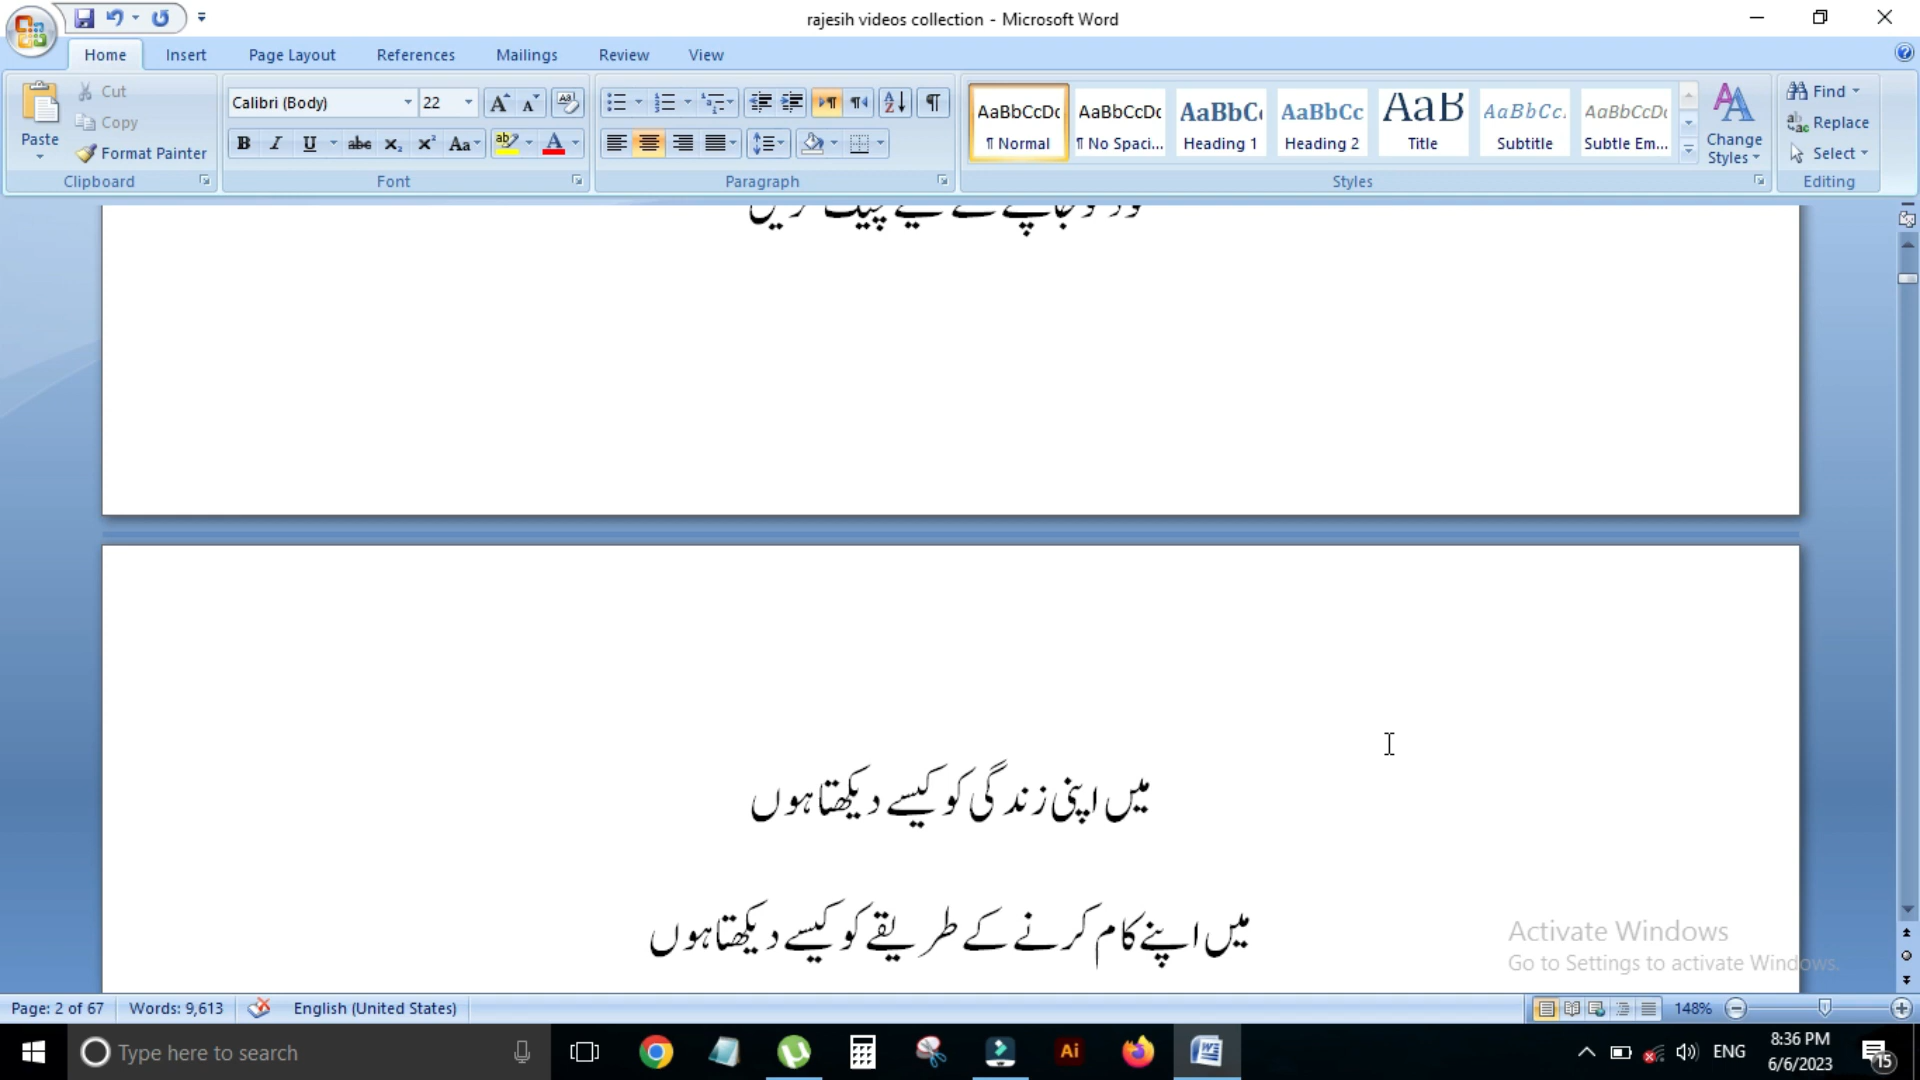 rajesih videos collection - Microsoft Word
Home Insert Page Layout References Mailings Review View
Paste
Cut
Copy
Format Painter
Clipboard
Calibri (Body) 22
Font
Paragraph
AaBbCcDc AaBbCcDc AaBbC AaBbCc AaB AaBbCc. AaBbCcDc
¶ Normal ¶ No Spaci... Heading 1 Heading 2 Title Subtitle Subtle Em...
Styles
Change Styles
Find
Replace
Select
Editing
میں اپنی زندگی کو کیسے دیکھتا ہوں
میں اپنے کام کرنے کے طریقے کو کیسے دیکھتا ہوں
Activate Windows
Go to Settings to activate Windows.
Page: 2 of 67 Words: 9,613 English (United States) 148%
Type here to search
ENG
8:36 PM
6/6/2023
15